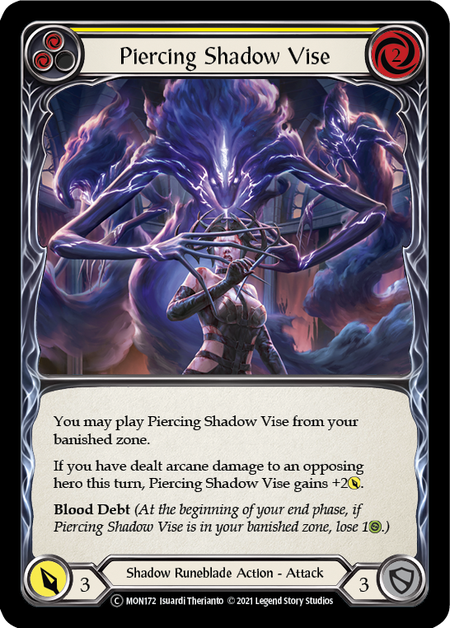 Piercing Shadow Vise
2
You may play Piercing Shadow Vise from your
banished zone.
If you have dealt arcane damage to an opposing
hero this turn, Piercing Shadow Vise gains +2.
Blood Debt (At the beginning of your end phase, if
Piercing Shadow Vise is in your banished zone, lose 1.)
3
Shadow Runeblade Action - Attack
3
C MON172 Isuardi Therianto © 2021 Legend Story Studios